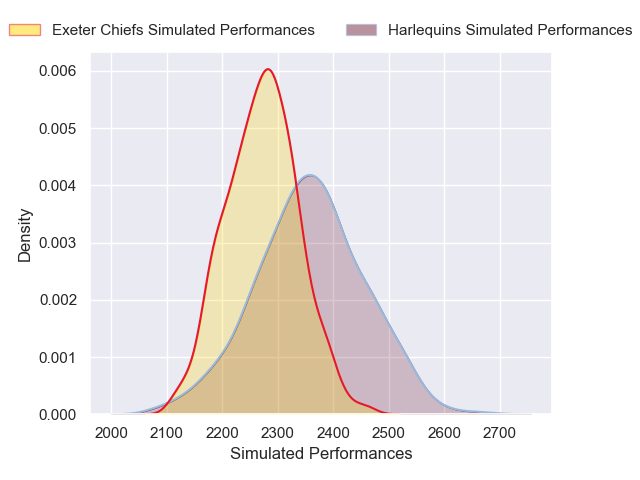 Exeter Chiefs Simulated Performances Harlequins Simulated Performances
0.006
0.005
0.004
0.003
0.002
0.001
0.000
Density
2000 2100 2200 2300 2400 2500 2600 2700
Simulated Performances